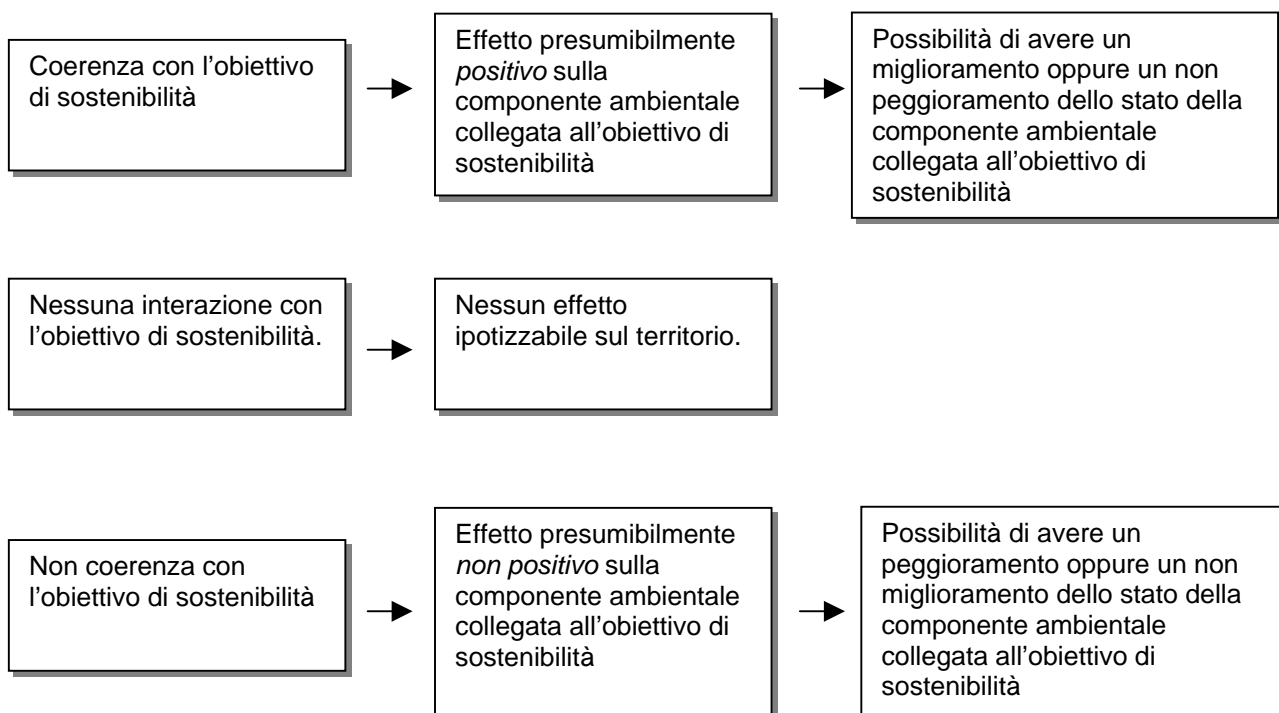 Coerenza con l'obiettivo
di sostenibilità
Effetto presumibilmente
positivo sulla
componente ambientale
collegata all'obiettivo di
sostenibilità
Possibilità di avere un
miglioramento oppure un non
peggioramento dello stato della
componente ambientale
collegata all'obiettivo di
sostenibilità
Nessuna interazione con
l'obiettivo di sostenibilità.
Nessun effetto
ipotizzabile sul territorio.
Non coerenza con
l'obiettivo di sostenibilità
Effetto presumibilmente
non positivo sulla
componente ambientale
collegata all'obiettivo di
sostenibilità
Possibilità di avere un
peggioramento oppure un non
miglioramento dello stato della
componente ambientale
collegata all'obiettivo di
sostenibilità